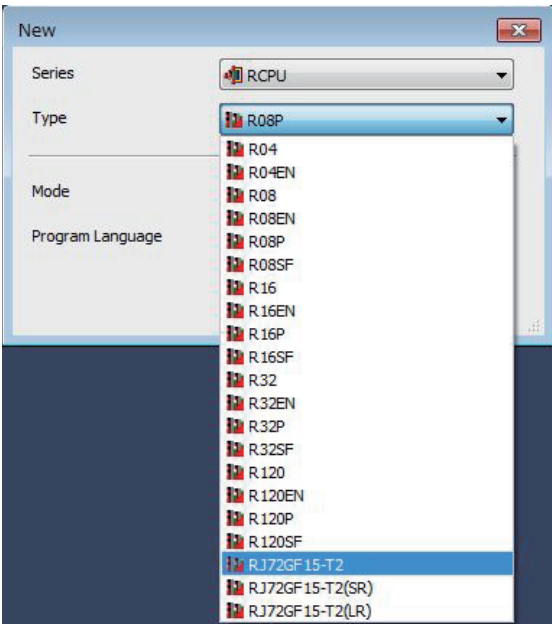 New
Series
RCPU
Type
R08P
R04
R04EN
R08
R08EN
R08P
R08SF
R16
R16EN
R16P
R16SF
R32
R32EN
R32P
R32SF
R120
R120EN
R120P
R120SF
RJ72GF15-T2
RJ72GF15-T2(SR)
RJ72GF15-T2(LR)
Mode
Program Language